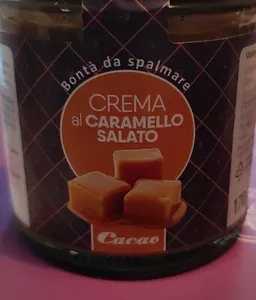 Bontà da spalmare
CREMA
al CARAMELLO
SALATO
Cacao